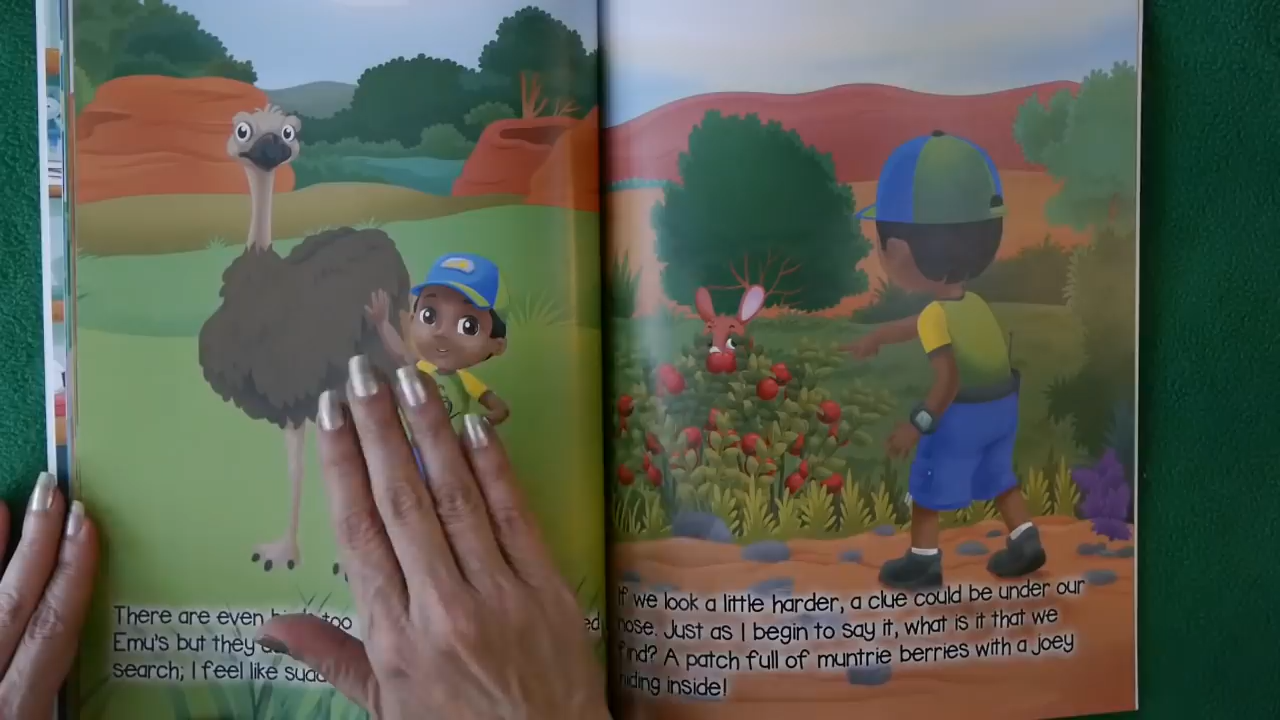 There are even too
Emu's but they
search; I feel like
If we look a little harder, a clue could be under our
nose. Just as I begin to say it, what is it that we
find? A patch full of muntrie berries with a joey
hiding inside!